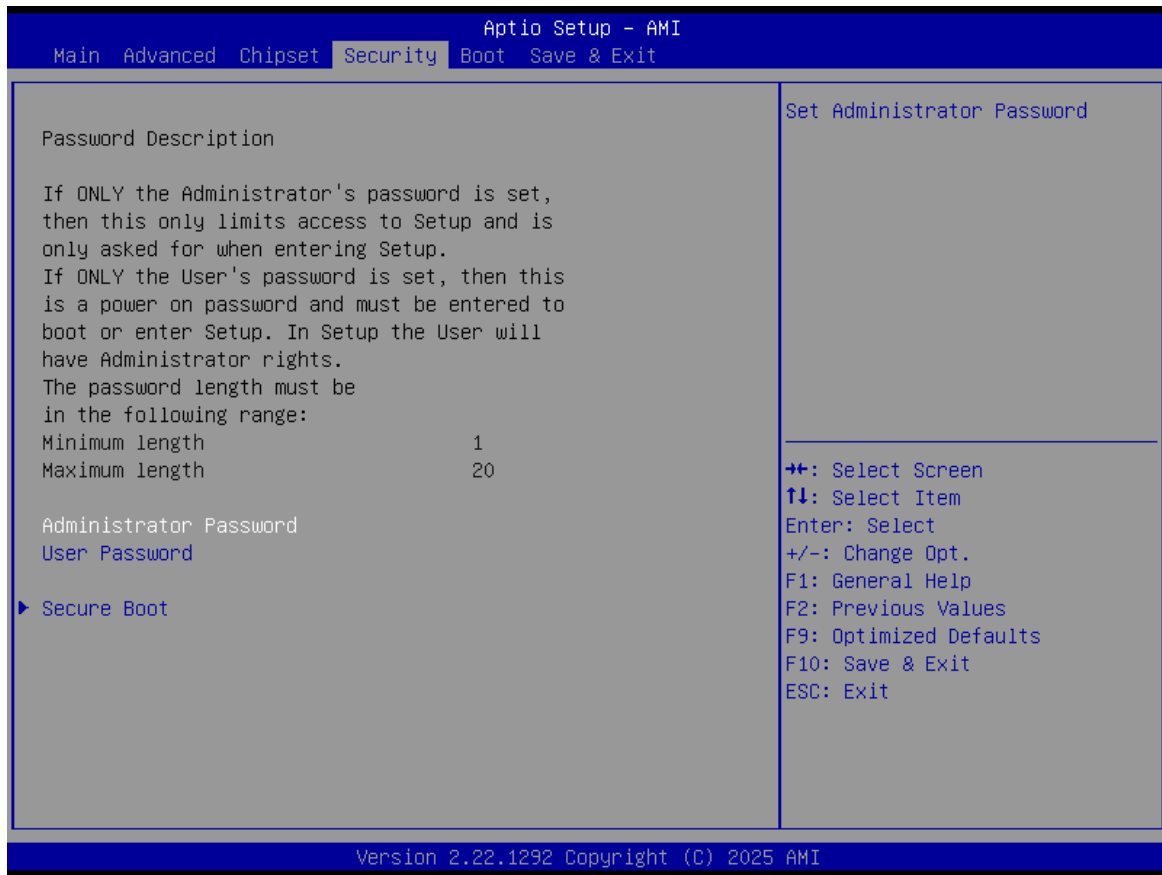 Aptio Setup – AMI
Main Advanced Chipset Security Boot Save & Exit
Password Description
If ONLY the Administrator's password is set,
then this only limits access to Setup and is
only asked for when entering Setup.
If ONLY the User's password is set, then this
is a power on password and must be entered to
boot or enter Setup. In Setup the User will
have Administrator rights.
The password length must be
in the following range:
Minimum length 1
Maximum length 20
Administrator Password
User Password
Secure Boot
Set Administrator Password
→←: Select Screen
↑↓: Select Item
Enter: Select
+/-: Change Opt.
F1: General Help
F2: Previous Values
F9: Optimized Defaults
F10: Save & Exit
ESC: Exit
Version 2.22.1292 Copyright (C) 2025 AMI